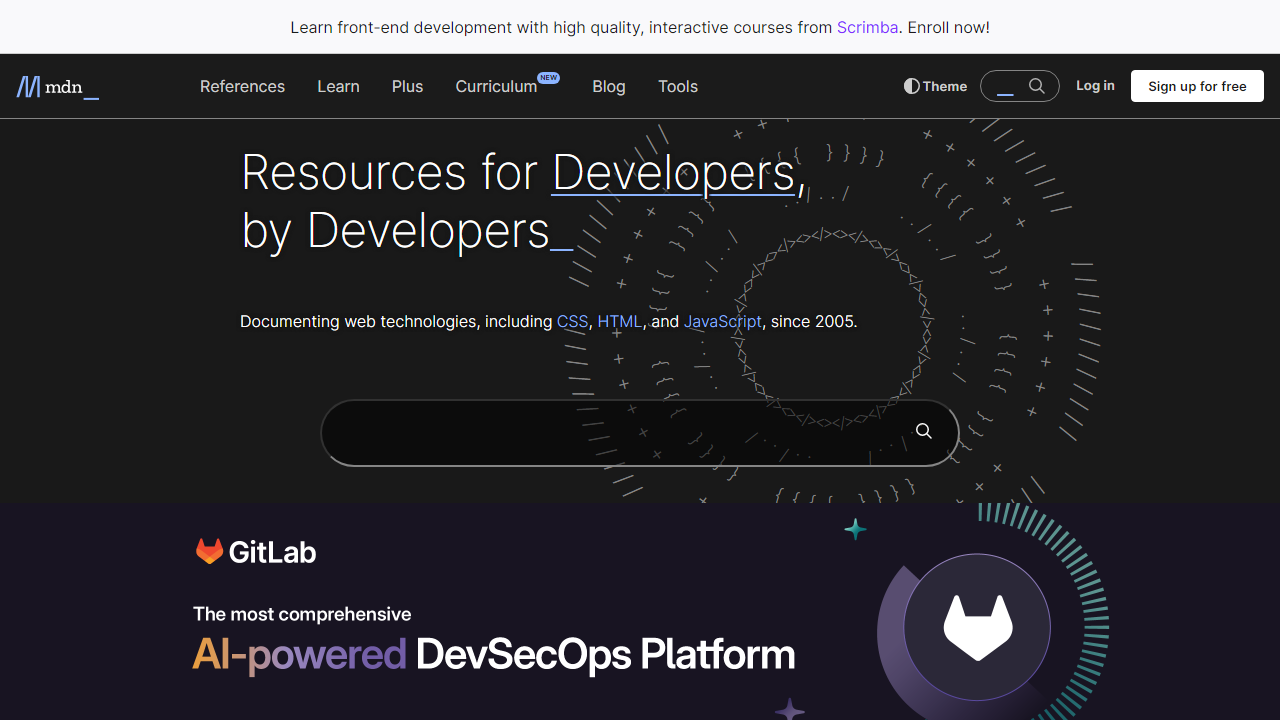 Learn front-end development with high quality, interactive courses from Scrimba. Enroll now!
mdn_
References Learn Plus Curriculum NEW Blog Tools Theme Log in Sign up for free
Resources for Developers,
by Developers_
Documenting web technologies, including CSS, HTML, and JavaScript, since 2005.
GitLab
The most comprehensive
AI-powered DevSecOps Platform